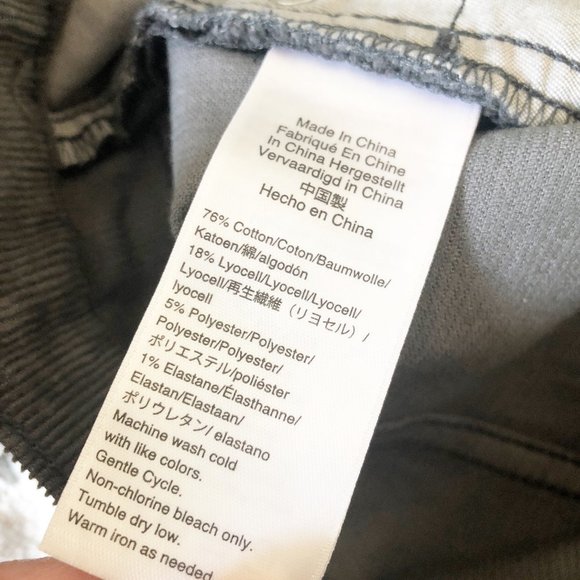 Made In China
Fabriqué En Chine
In China Hergestellt
Vervaardigd in China
中国製
Hecho en China
76% Cotton/Coton/Baumwolle/
Katoen/綿/algodón
18% Lyocell/Lyocell/Lyocell/
Lyocell/再生繊維（リヨセル）/
lyocell
5% Polyester/Polyester/
Polyester/Polyester/
ポリエステル/poliéster
1% Elastane/Élasthanne/
Elastan/Elastaan/
ポリウレタン/ elastano
Machine wash cold
with like colors.
Gentle Cycle.
Non-chlorine bleach only.
Tumble dry low.
Warm iron as needed